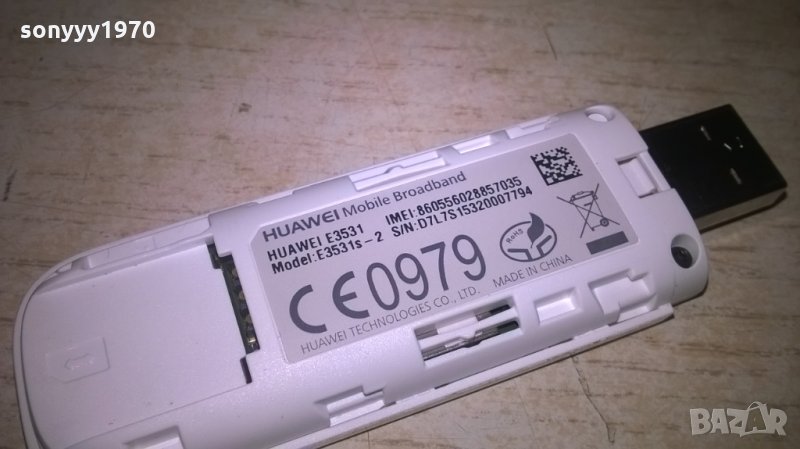 sonyyy1970
HUAWEI Mobile Broadband
HUAWEI E3531 IMEI:860556028857035
Model:E3531s-2 S/N:D7L7S15320007794
CE0979
RoHS
HUAWEI TECHNOLOGIES CO., LTD. MADE IN CHINA
BAZAR